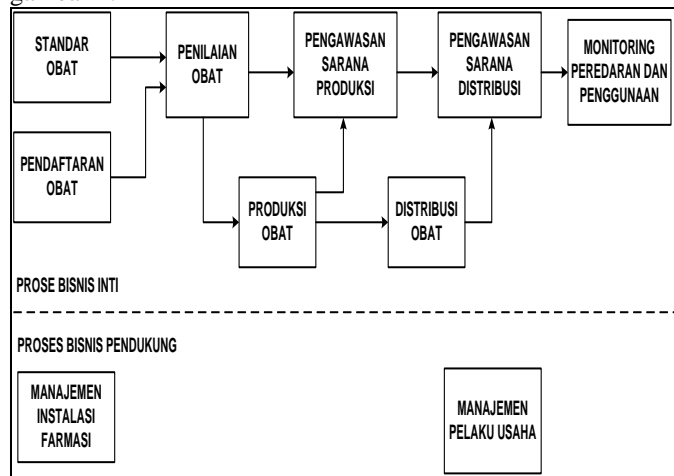 STANDAR
OBAT
PENILAIAN
OBAT
PENGAWASAN
SARANA
PRODUKSI
PENGAWASAN
SARANA
DISTRIBUSI
MONITORING
PEREDARAN DAN
PENGGUNAAN
PENDAFTARAN
OBAT
PRODUKSI
OBAT
DISTRIBUSI
OBAT
PROSE BISNIS INTI
PROSES BISNIS PENDUKUNG
MANAJEMEN
INSTALASI
FARMASI
MANAJEMEN
PELAKU USAHA